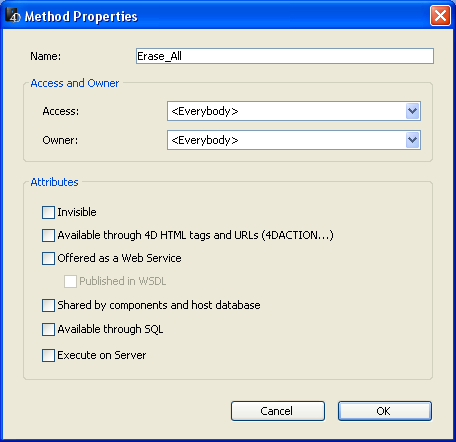 4D Method Properties
Name: Erase_All
Access and Owner
Access: <Everybody>
Owner: <Everybody>
Attributes
Invisible
Available through 4D HTML tags and URLs (4DACTION...)
Offered as a Web Service
Published in WSDL
Shared by components and host database
Available through SQL
Execute on Server
Cancel OK